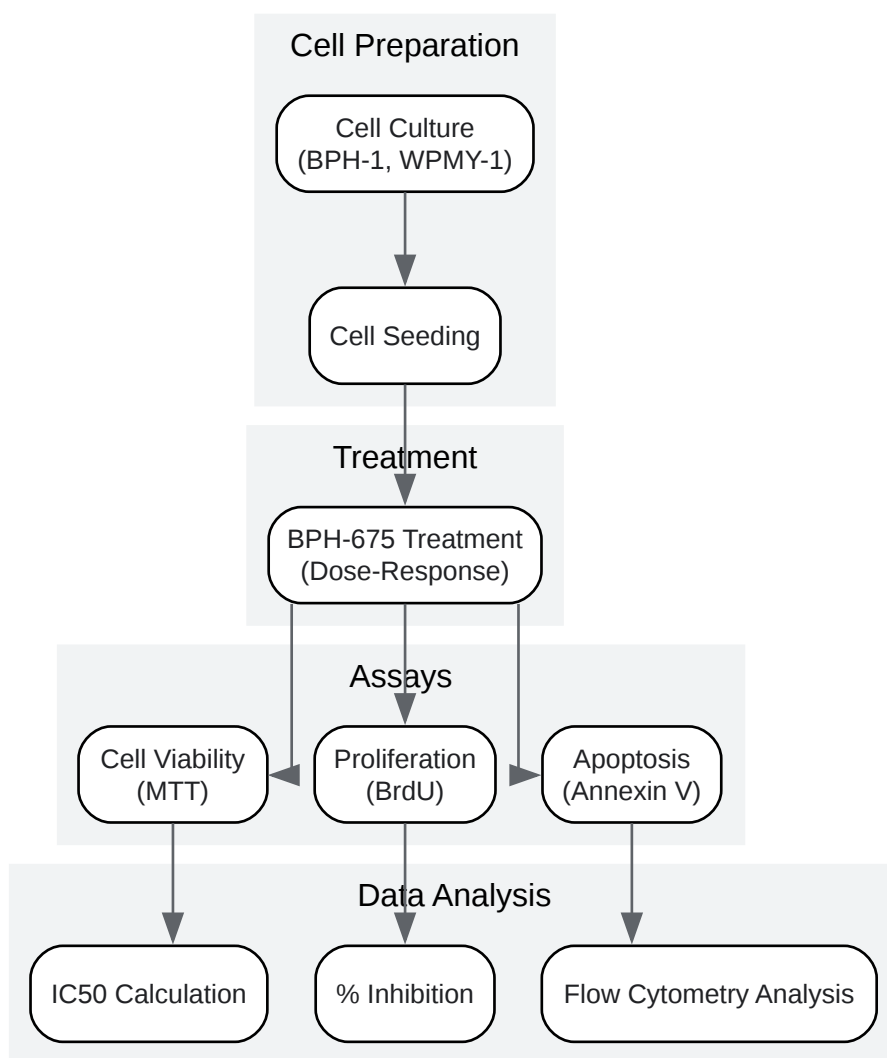 Cell Preparation
Cell Culture
(BPH-1, WPMY-1)
Cell Seeding
Treatment
BPH-675 Treatment
(Dose-Response)
Assays
Cell Viability
(MTT)
Proliferation
(BrdU)
Apoptosis
(Annexin V)
Data Analysis
IC50 Calculation
% Inhibition
Flow Cytometry Analysis